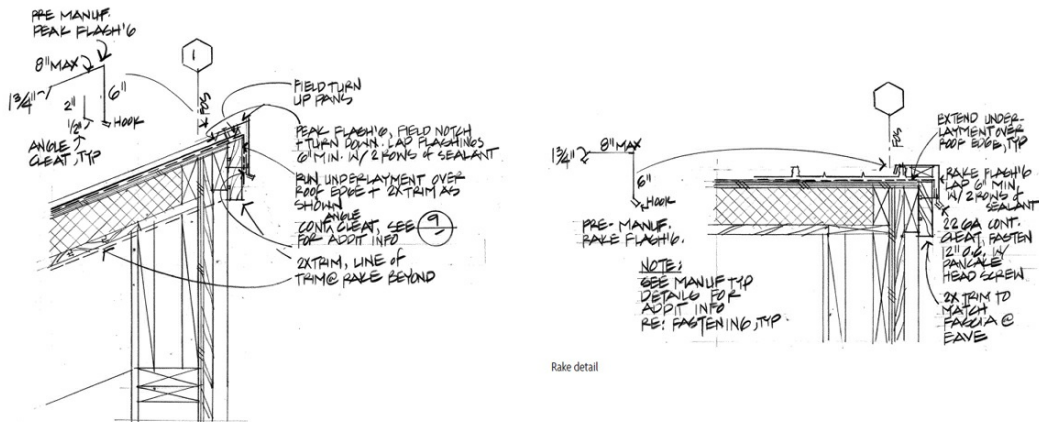 PRE MANUF.
PEAK FLASH'G
8" MAX
1 3/4"
6"
2"
1/2"
HOOK
ANGLE
CLEAT, TYP
1
FOS
FIELD TURN
UP PANS
PEAK FLASH'G, FIELD NOTCH
+ TURN DOWN. LAP FLASHINGS
6" MIN. W/ 2 ROWS of SEALANT
RUN UNDERLAYMENT OVER
ROOF EDGE + 2X TRIM AS
SHOWN
ANGLE
CONT. CLEAT, SEE
FOR ADDIT INFO
9
2X TRIM, LINE OF
TRIM @ RAKE BEYOND
1 3/4"
8" MAX
6"
HOOK
PRE-MANUF.
RAKE FLASH'G.
NOTE:
SEE MANUF TYP
DETAILS FOR
ADDIT INFO
RE: FASTENING, TYP.
FOS
EXTEND UNDER-
LAYMENT OVER
ROOF EDGE, TYP
RAKE FLASH'G
LAP 6" MIN
W/ 2 ROWS of
SEALANT
22 GA CONT.
CLEAT, FASTEN
12" O.C. W/
PANCAKE
HEAD SCREW
2X TRIM TO
MATCH
FASCIA @
EAVE
Rake detail